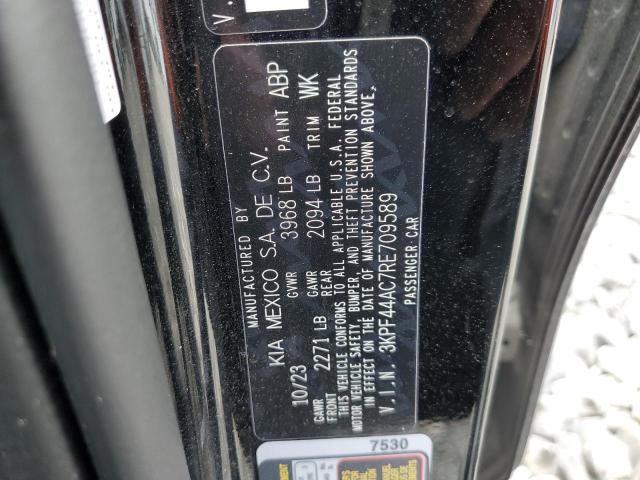 V.
MANUFACTURED BY
KIA MEXICO S.A. DE C.V.
10/23 GVWR 3968 LB PAINT ABP
GAWR FRONT 2271 LB GAWR REAR 2094 LB TRIM WK
THIS VEHICLE CONFORMS TO ALL APPLICABLE U.S.A. FEDERAL
MOTOR VEHICLE SAFETY, BUMPER, AND THEFT PREVENTION STANDARDS
IN EFFECT ON THE DATE OF MANUFACTURE SHOWN ABOVE.
V.I.N. 3KPF44AC7RE709589
PASSENGER CAR
7530